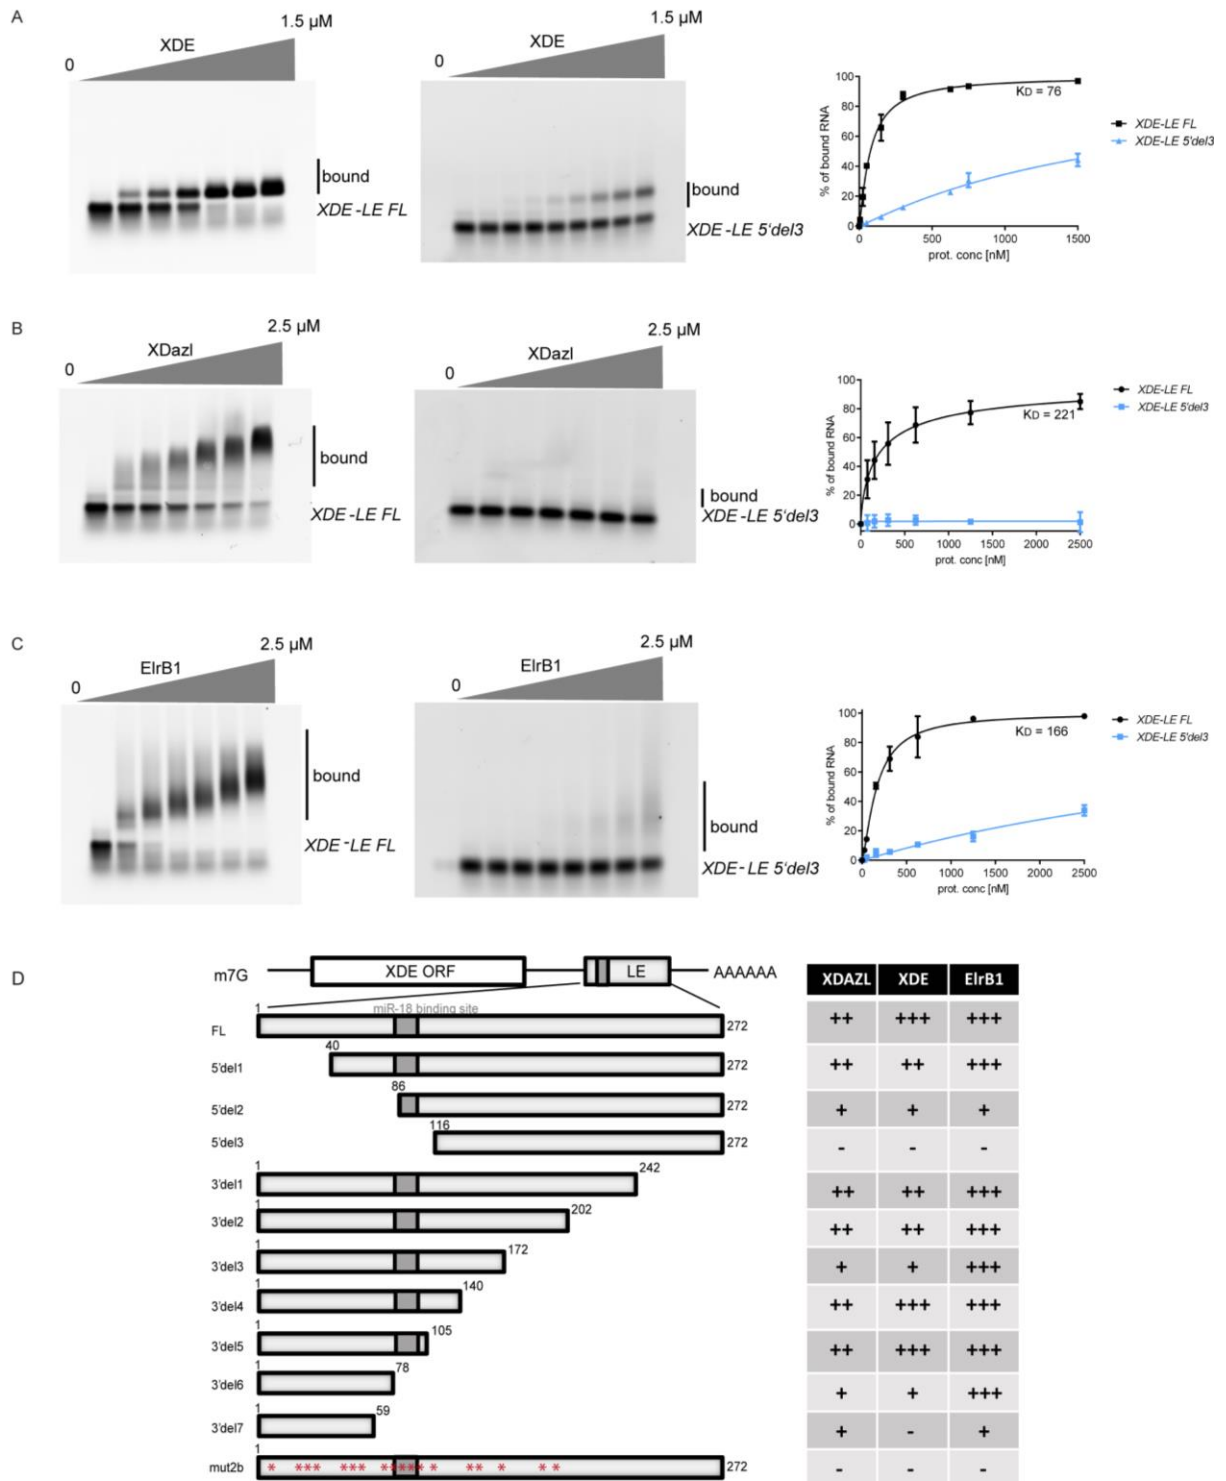 A
XDE
0
1.5 µM
bound
XDE-LE FL
XDE
0
1.5 µM
bound
XDE-LE 5'del3
% of bound RNA
100
80
60
40
20
0
0
500
1000
1500
prot. conc [nM]
KD = 76
XDE-LE FL
XDE-LE 5'del3
B
XDazl
0
2.5 µM
bound
XDE-LE FL
XDazl
0
2.5 µM
bound
XDE-LE 5'del3
% of bound RNA
100
80
60
40
20
0
0
500
1000
1500
2000
2500
prot. conc [nM]
KD = 221
XDE-LE FL
XDE-LE 5'del3
C
ElrB1
0
2.5 µM
bound
XDE-LE FL
ElrB1
0
2.5 µM
bound
XDE-LE 5'del3
% of bound RNA
100
80
60
40
20
0
0
500
1000
1500
2000
2500
prot. conc [nM]
KD = 166
XDE-LE FL
XDE-LE 5'del3
D
m7G XDE ORF LE AAAAAA
miR-18 binding site
XDAZL XDE ElrB1
FL 1 272 ++ +++ +++
5'del1 40 272 ++ ++ +++
5'del2 86 272 + + +
5'del3 116 272 - - -
3'del1 1 242 ++ ++ +++
3'del2 1 202 ++ ++ +++
3'del3 1 172 + + +++
3'del4 1 140 ++ +++ +++
3'del5 1 105 ++ +++ +++
3'del6 1 78 + + +++
3'del7 1 59 + - +
mut2b 1 272 - - -